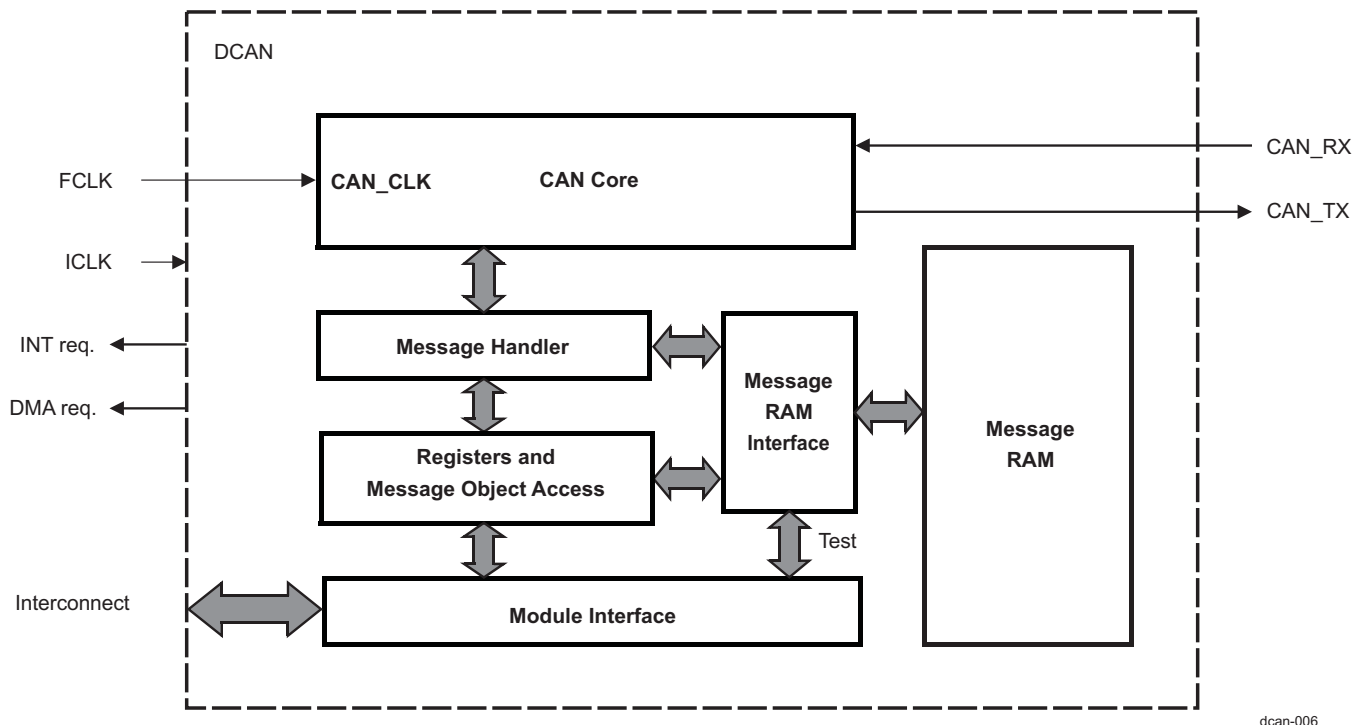 DCAN
CAN_RX
FCLK
CAN_CLK
CAN Core
CAN_TX
ICLK
INT req.
Message Handler
DMA req.
Message
RAM
Interface
Message
RAM
Registers and
Message Object Access
Test
Interconnect
Module Interface
dcan-006